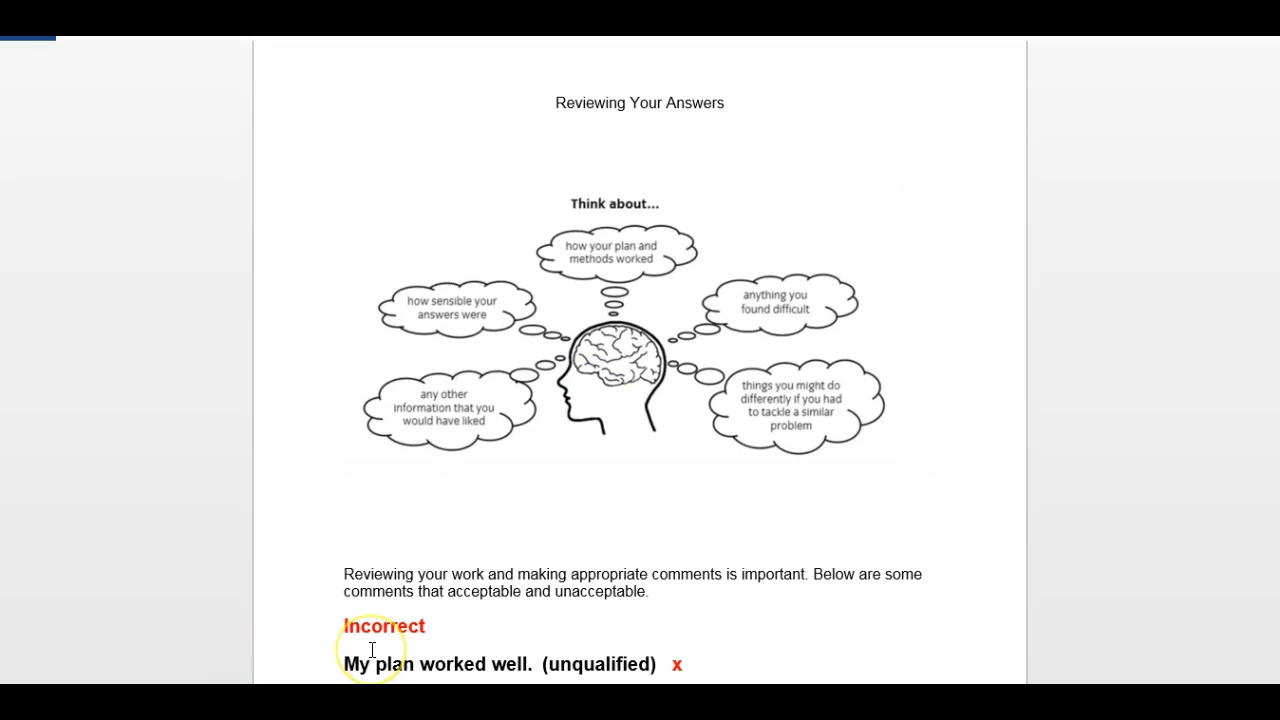 Reviewing Your Answers
Think about...
how your plan and
methods worked
how sensible your
answers were
anything you
found difficult
any other
information that you
would have liked
things you might do
differently if you had
to tackle a similar
problem
Reviewing your work and making appropriate comments is important. Below are some
comments that acceptable and unacceptable.
Incorrect
My plan worked well. (unqualified) x